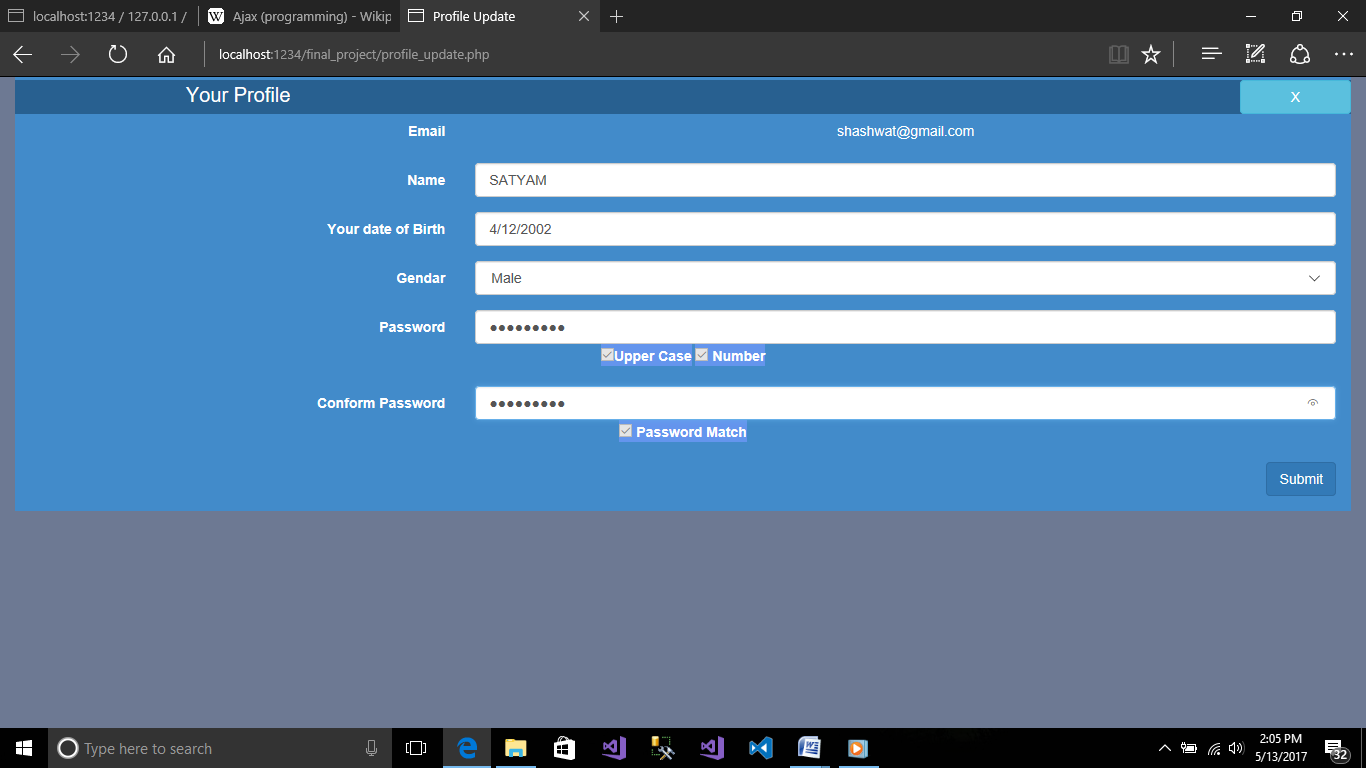 localhost:1234 / 127.0.0.1 /
W Ajax (programming) - Wikip
Profile Update
localhost:1234/final_project/profile_update.php
Your Profile
X
Email shashwat@gmail.com
Name SATYAM
Your date of Birth 4/12/2002
Gendar Male
Password •••••••••
Upper Case Number
Conform Password •••••••••
Password Match
Submit
Type here to search
2:05 PM
5/13/2017
32